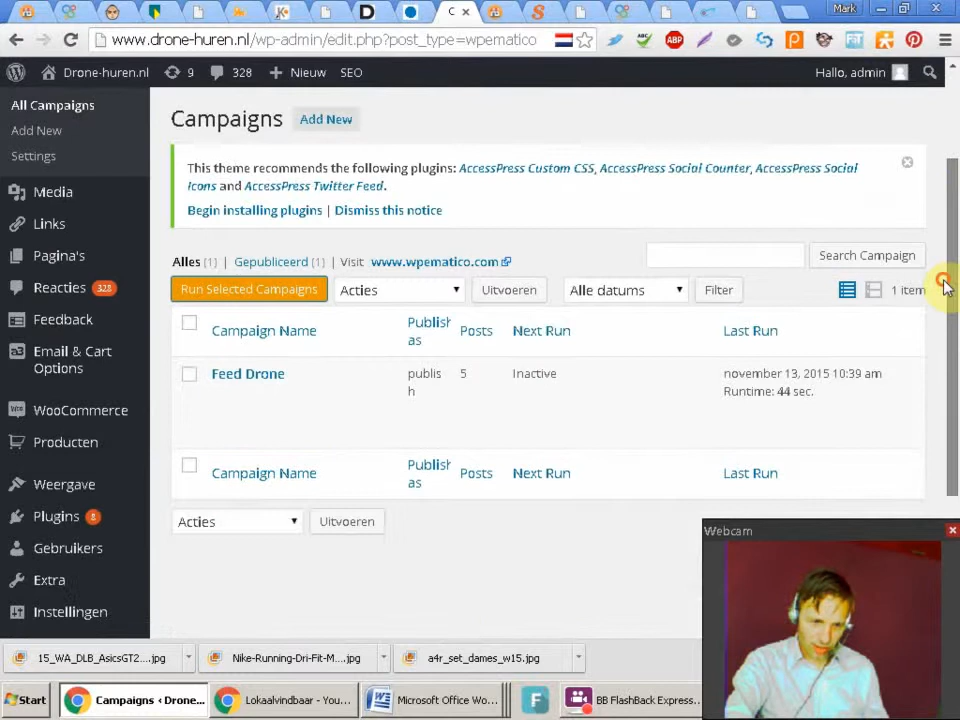 Mark
C
www.drone-huren.nl/wp-admin/edit.php?post_type=wpematico
Drone-huren.nl 9 328 Nieuw SEO Hallo, admin
All Campaigns
Add New
Settings
Media
Links
Pagina's
Reacties 328
Feedback
Email & Cart
Options
WooCommerce
Producten
Weergave
Plugins 8
Gebruikers
Extra
Instellingen
Campaigns Add New
This theme recommends the following plugins: AccessPress Custom CSS, AccessPress Social Counter, AccessPress Social
Icons and AccessPress Twitter Feed.
Begin installing plugins | Dismiss this notice
Alles (1) | Gepubliceerd (1) | Visit www.wpematico.com
Search Campaign
Run Selected Campaigns Acties Uitvoeren Alle datums Filter 1 item
Campaign Name Publish as Posts Next Run Last Run
Feed Drone publish 5 Inactive november 13, 2015 10:39 am
Runtime: 44 sec.
Campaign Name Publish as Posts Next Run Last Run
Acties Uitvoeren
Webcam
15_WA_DLB_AsicsGT2....jpg Nike-Running-Dri-Fit-M....jpg a4r_set_dames_w15.jpg
Start Campaigns ‹ Drone... Lokaalvindbaar - You... Microsoft Office Wo... F BB FlashBack Express...